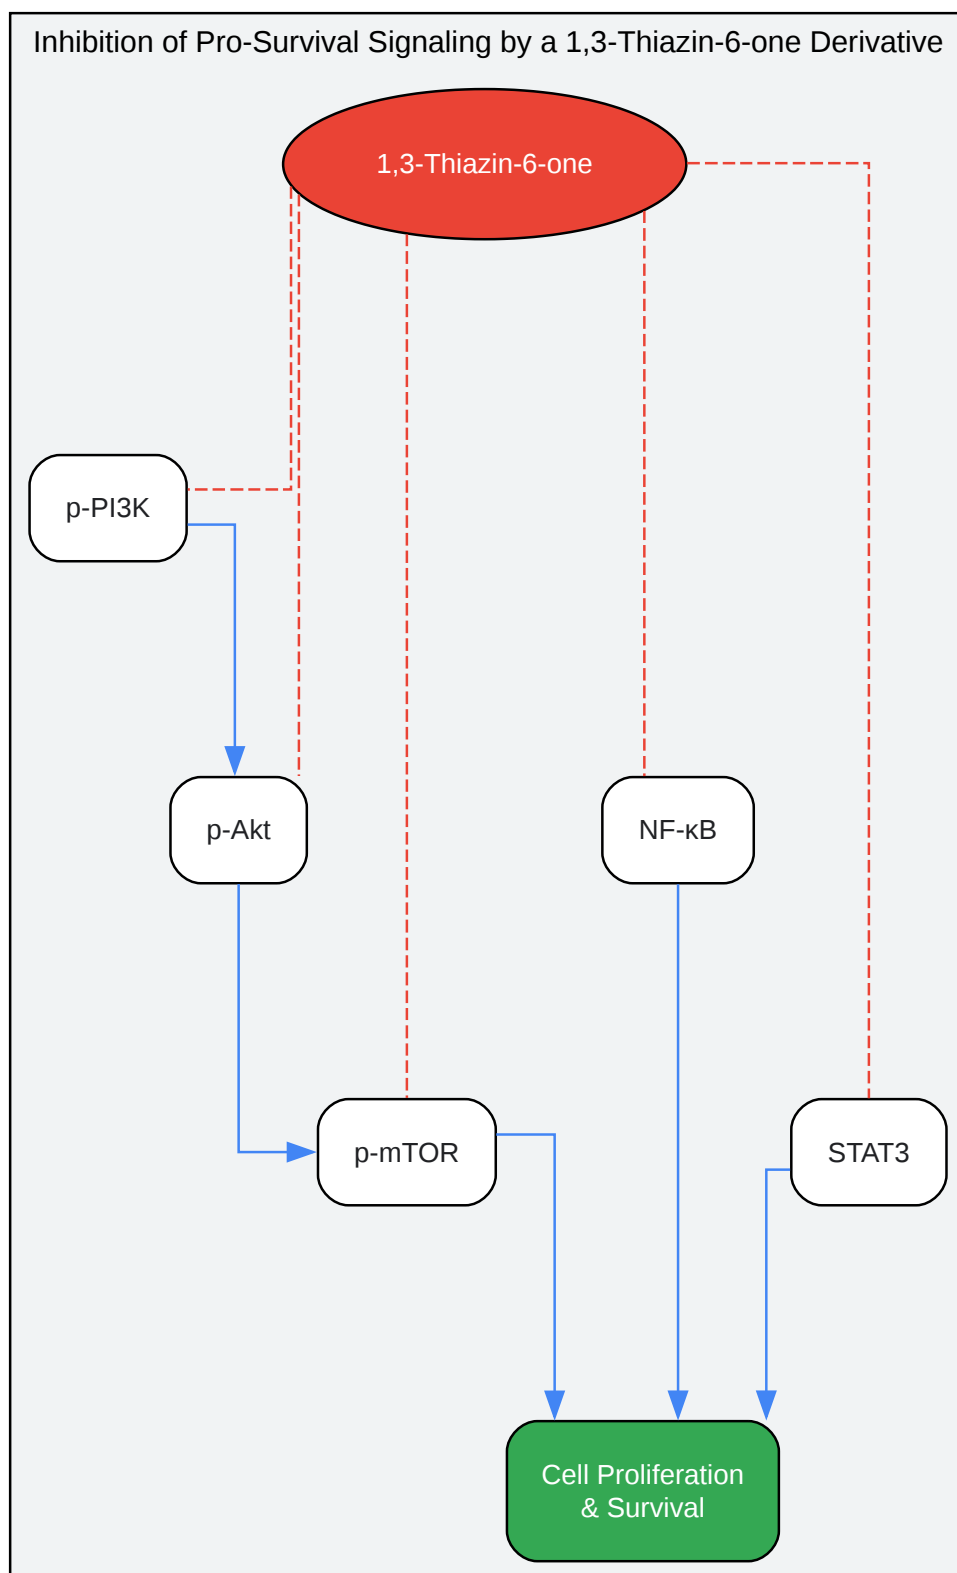 Inhibition of Pro-Survival Signaling by a 1,3-Thiazin-6-one Derivative
1,3-Thiazin-6-one
p-PI3K
p-Akt
NF-κB
p-mTOR
STAT3
Cell Proliferation
& Survival